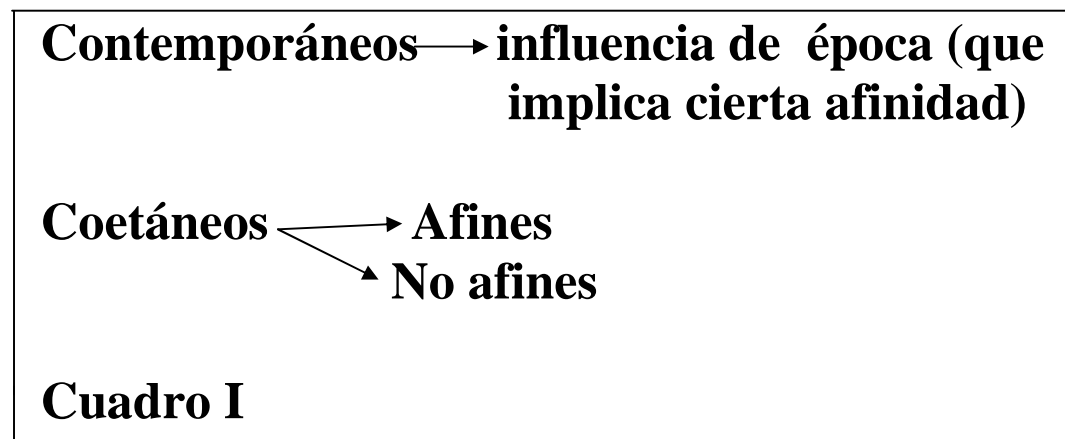 Contemporáneos → influencia de época (que
implica cierta afinidad)
Coetáneos → Afines
→ No afines
Cuadro I